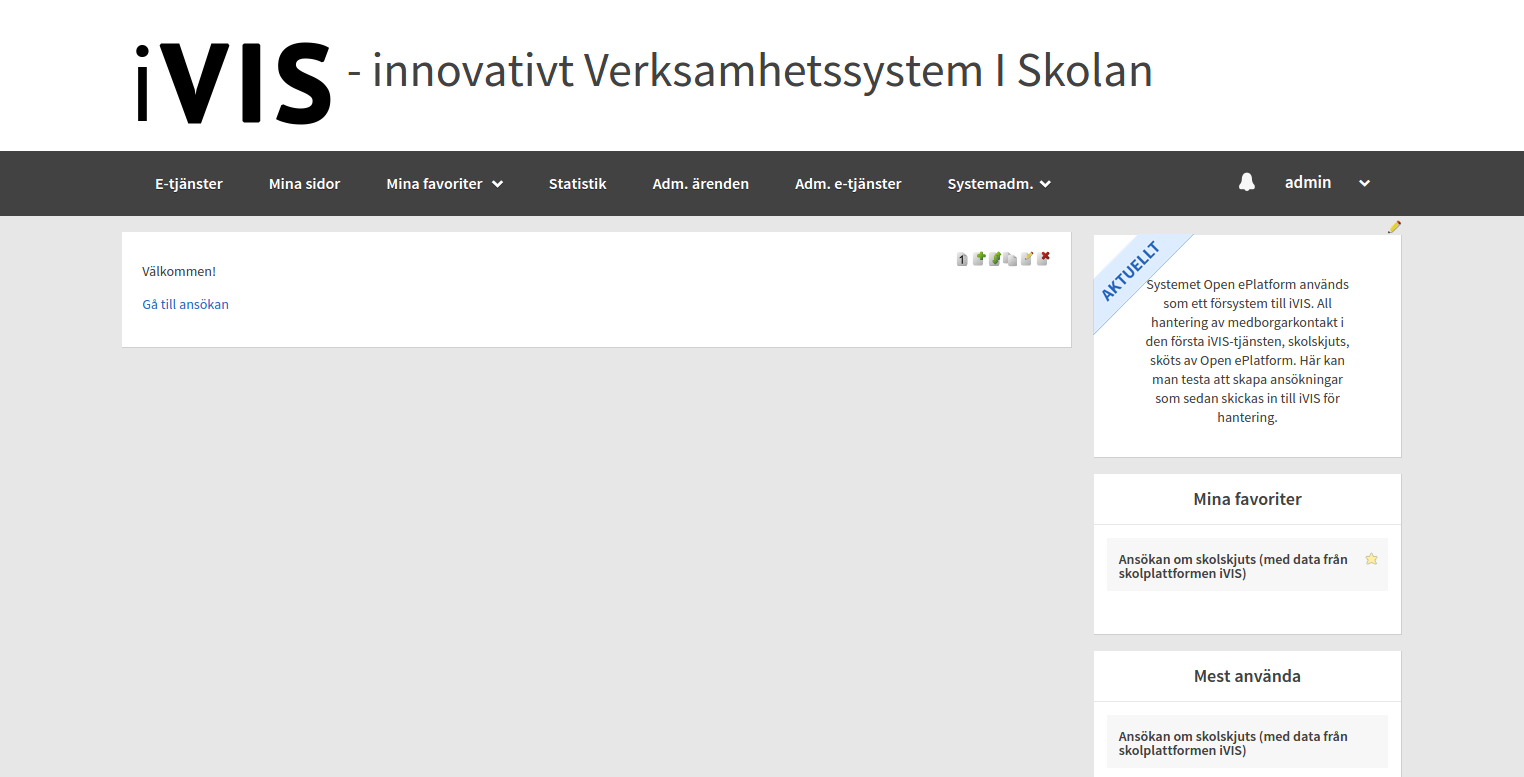 iVIS - innovativt Verksamhetssystem I Skolan
E-tjänster Mina sidor Mina favoriter Statistik Adm. ärenden Adm. e-tjänster Systemadm. admin
Välkommen!
1
Gå till ansökan
AKTUELLT
Systemet Open ePlatform används
som ett försystem till iVIS. All
hantering av medborgarkontakt i
den första iVIS-tjänsten, skolskjuts,
sköts av Open ePlatform. Här kan
man testa att skapa ansökningar
som sedan skickas in till iVIS för
hantering.
Mina favoriter
Ansökan om skolskjuts (med data från
skolplattformen iVIS)
Mest använda
Ansökan om skolskjuts (med data från
skolplattformen iVIS)